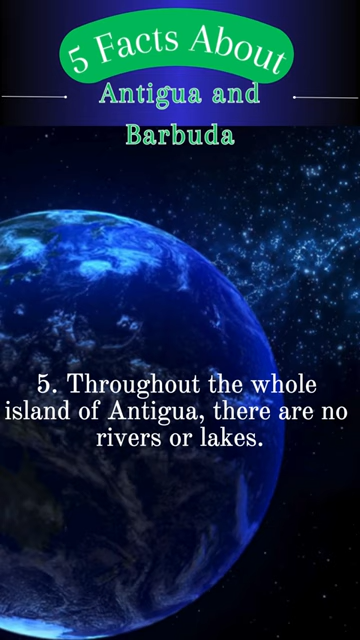 5 Facts About
Antigua and
Barbuda
5. Throughout the whole
island of Antigua, there are no
rivers or lakes.